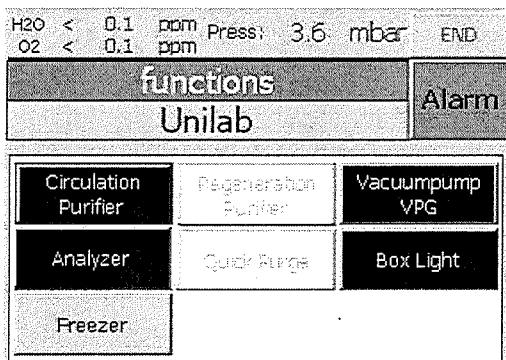 H2O < 0.1 ppm Press: 3.6 mbar END
O2 < 0.1 ppm
functions
Unilab
Alarm
Circulation Purifier
Regeneration Purifier
Vacuumpump VPG
Analyzer
Quick Purge
Box Light
Freezer